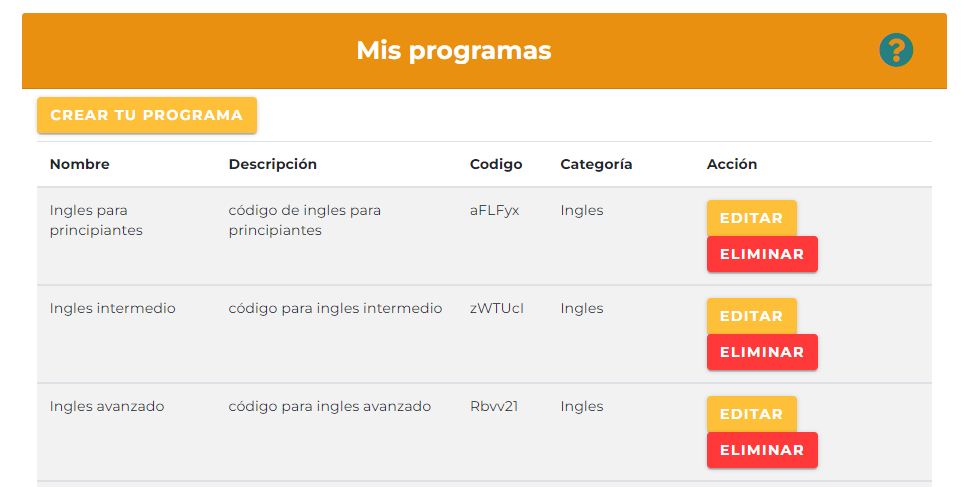 Mis programas
?
CREAR TU PROGRAMA
Nombre Descripción Codigo Categoría Acción
Ingles para código de ingles para aFLFyx Ingles EDITAR
principiantes principiantes
ELIMINAR
Ingles intermedio código para ingles intermedio zWTUcI Ingles EDITAR
ELIMINAR
Ingles avanzado código para ingles avanzado Rbvv21 Ingles EDITAR
ELIMINAR